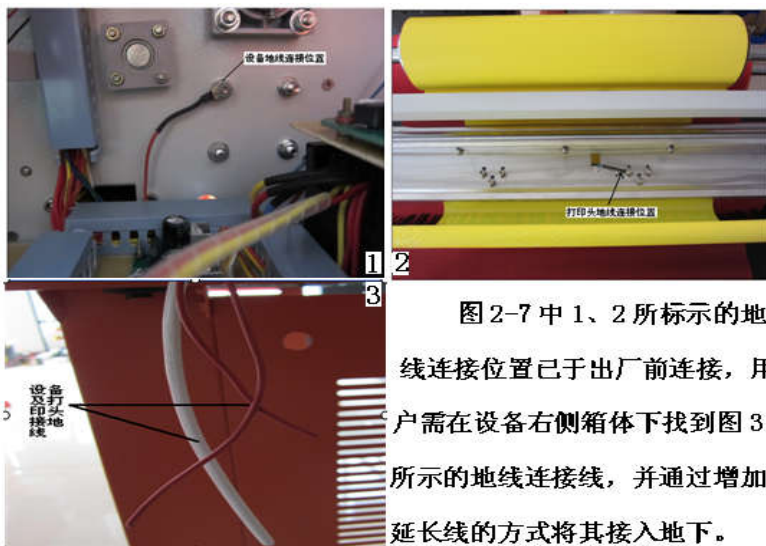 设备地线连接位置
1
打印头地线连接位置
2
3
设备
及打
印头
接地
线
图2-7中1、2所标示的地
线连接位置已于出厂前连接，用
户需在设备右侧箱体下找到图3
所示的地线连接线，并通过增加
延长线的方式将其接入地下。